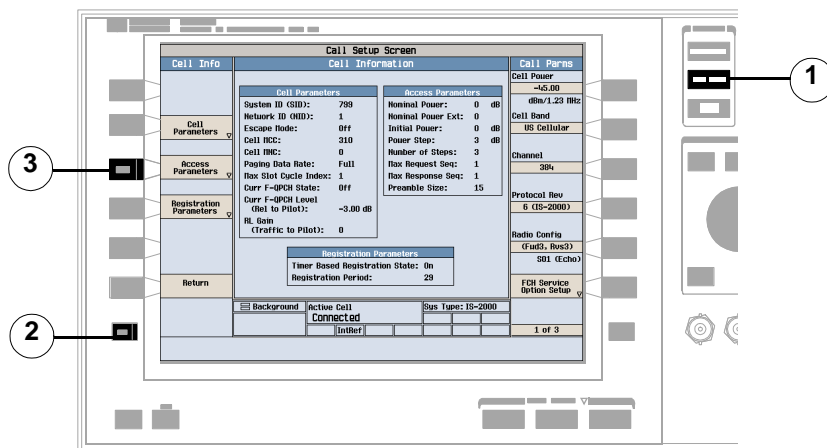 Call Setup Screen
Cell Info
Cell Information
Call Parms
Cell Parameters
System ID (SID): 799
Network ID (NID): 1
Escape Mode: Off
Cell MCC: 310
Cell MNC: 0
Paging Data Rate: Full
Max Slot Cycle Index: 1
Curr F-QPCH State: Off
Curr F-QPCH Level
(Rel to Pilot): -3.00 dB
RL Gain
(Traffic to Pilot): 0
Access Parameters
Nominal Power: 0 dB
Nominal Power Ext: 0
Initial Power: 0 dB
Power Step: 3 dB
Number of Steps: 3
Max Request Seq: 1
Max Response Seq: 1
Preamble Size: 15
Registration Parameters
Timer Based Registration State: On
Registration Period: 29
Cell
Parameters
Access
Parameters
Registration
Parameters
Return
Cell Power
-45.00
dBm/1.23 MHz
Cell Band
US Cellular
Channel
384
Protocol Rev
6 (IS-2000)
Radio Config
(Fwd3, Rvs3)
SO1 (Echo)
FCH Service
Option Setup
Background
Active Cell
Connected
Sys Type: IS-2000
IntRef
1 of 3
1
3
2